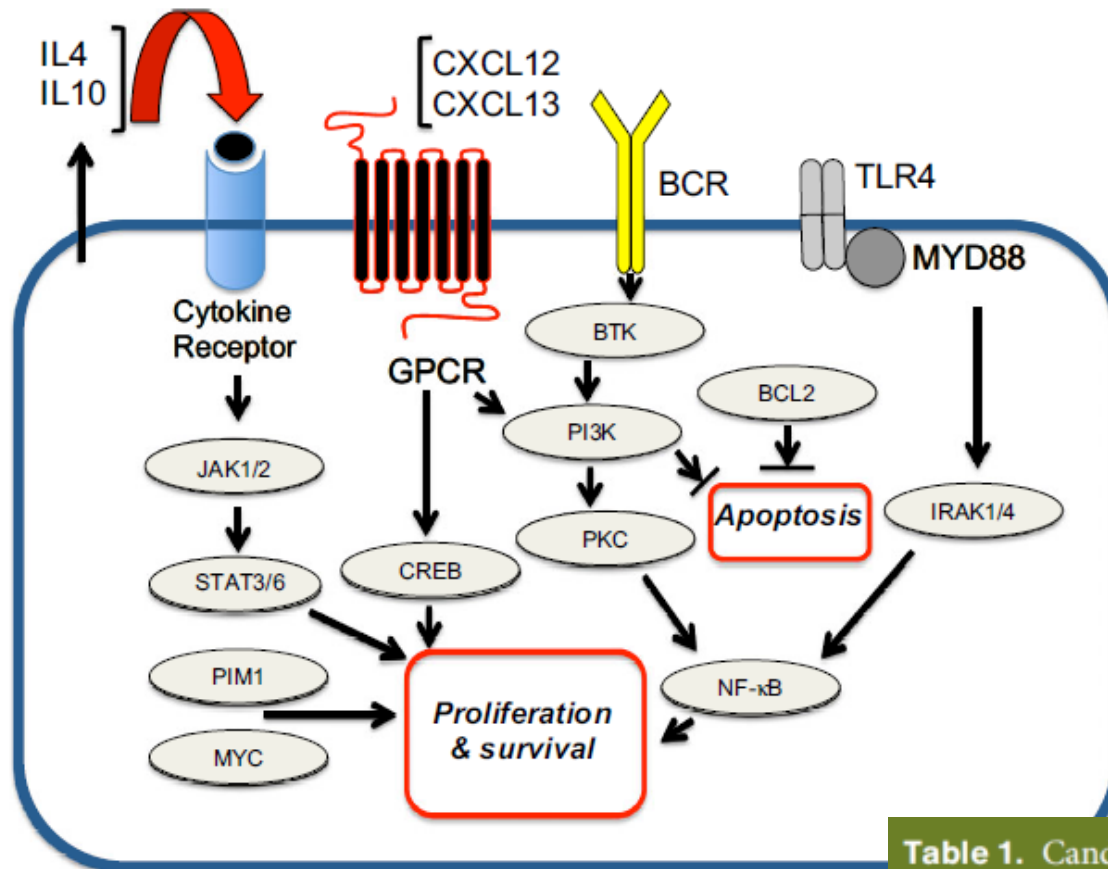 IL4
IL10
CXCL12
CXCL13
BCR
TLR4
MYD88
Cytokine
Receptor
GPCR
BTK
BCL2
PI3K
JAK1/2
Apoptosis
IRAK1/4
PKC
STAT3/6
CREB
PIM1
NF-κB
Proliferation
& survival
MYC
Table 1.